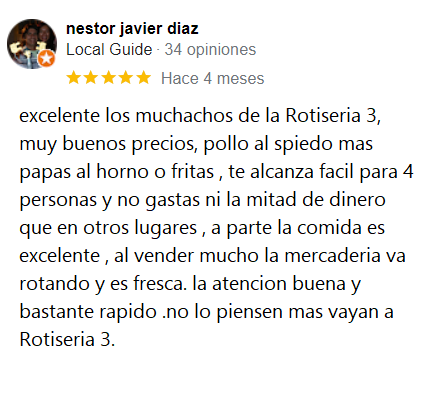 nestor javier diaz
Local Guide · 34 opiniones
Hace 4 meses
excelente los muchachos de la Rotiseria 3,
muy buenos precios, pollo al spiedo mas
papas al horno o fritas , te alcanza facil para 4
personas y no gastas ni la mitad de dinero
que en otros lugares , a parte la comida es
excelente , al vender mucho la mercaderia va
rotando y es fresca. la atencion buena y
bastante rapido .no lo piensen mas vayan a
Rotiseria 3.